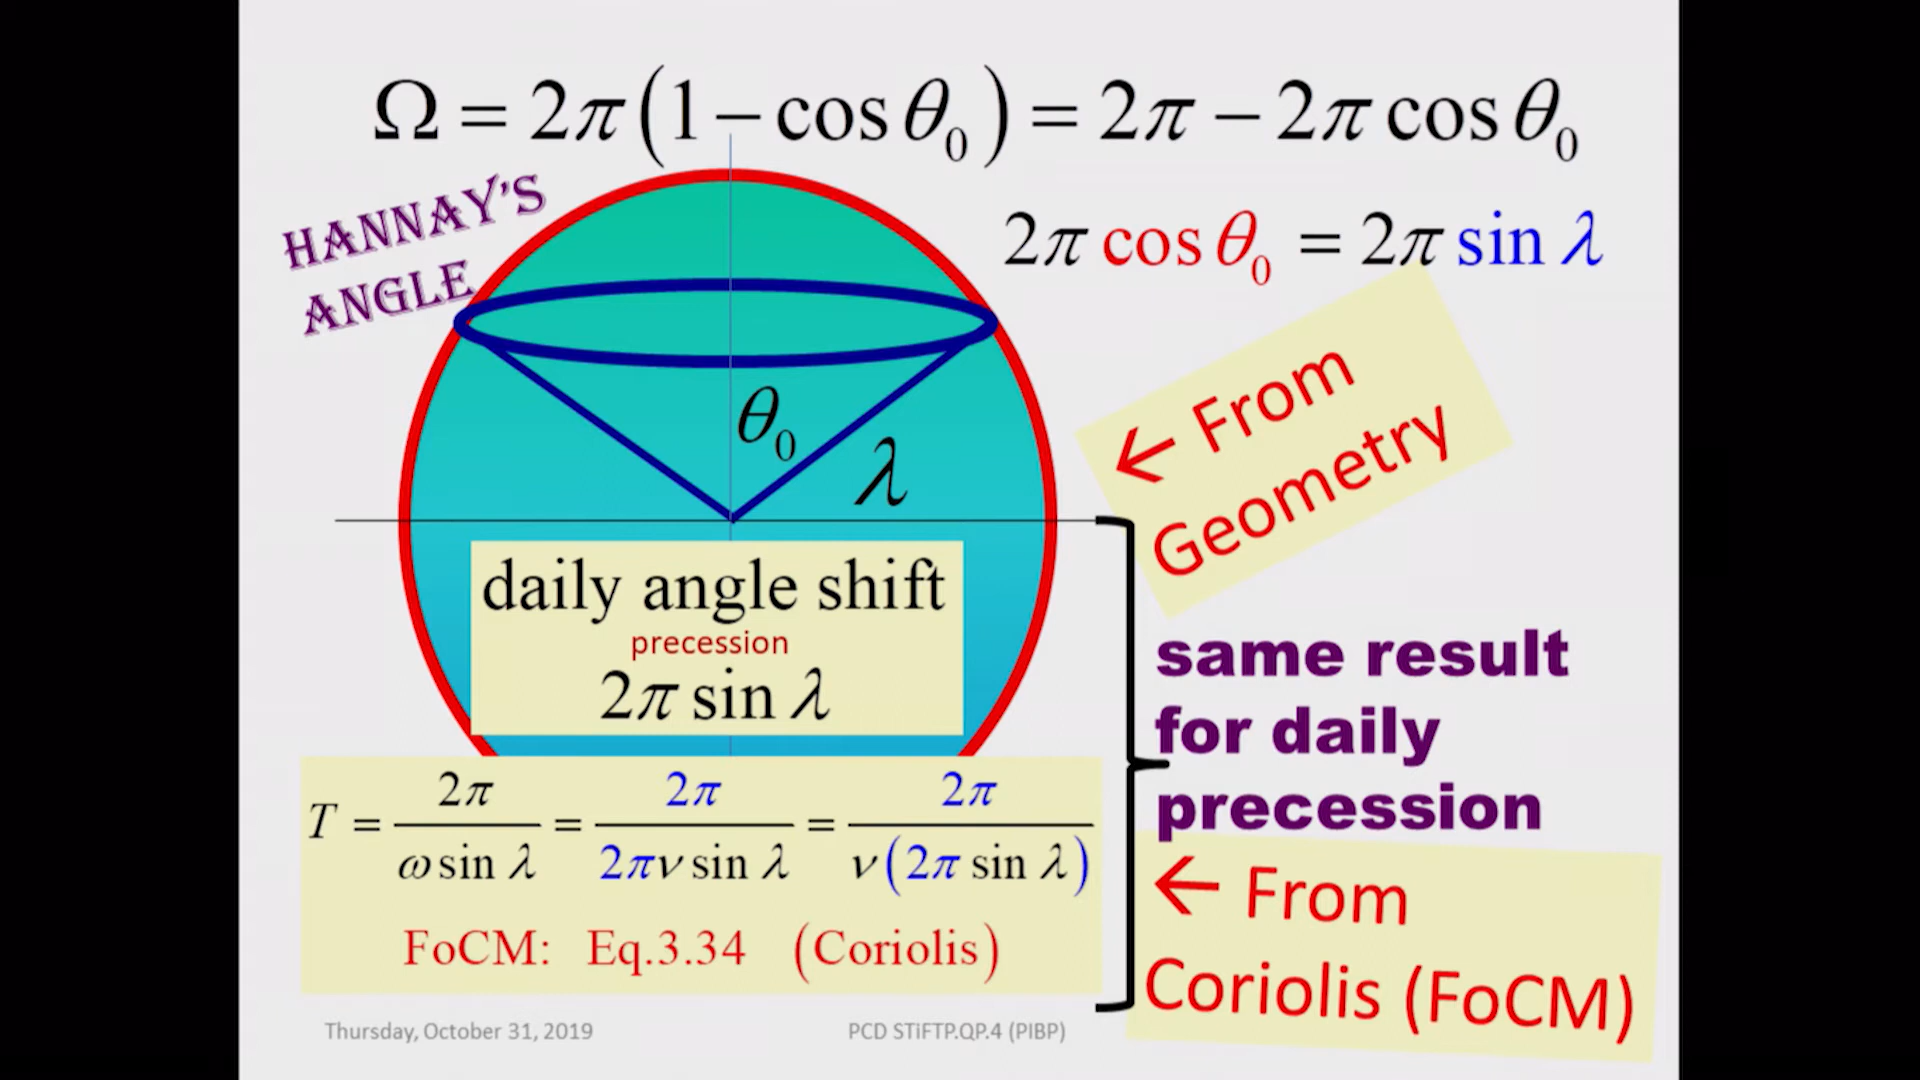 Ω = 2π(1 − cos θ₀) = 2π − 2π cos θ₀
HANNAY'S
ANGLE
2π cos θ₀ = 2π sin λ
← From
Geometry
θ₀
λ
daily angle shift
precession
2π sin λ
same result
for daily
precession
T = 2π / (ω sin λ) = 2π / (2πν sin λ) = 2π / (ν(2π sin λ))
FoCM: Eq.3.34 (Coriolis)
← From
Coriolis (FoCM)
Thursday, October 31, 2019
PCD STiFTP.QP.4 (PIBP)